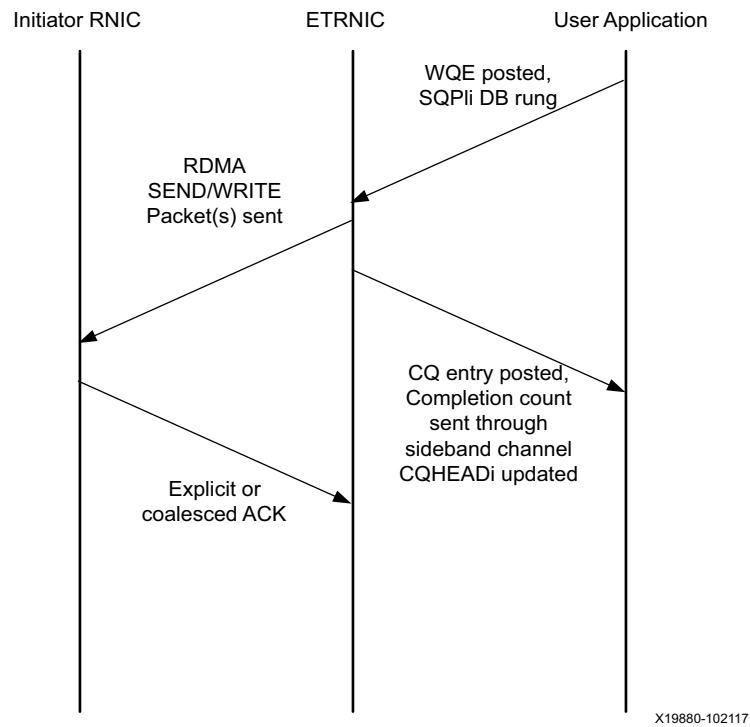 Initiator RNIC
ETRNIC
User Application
WQE posted,
SQPli DB rung
RDMA
SEND/WRITE
Packet(s) sent
CQ entry posted,
Completion count
sent through
sideband channel
CQHEADi updated
Explicit or
coalesced ACK
X19880-102117